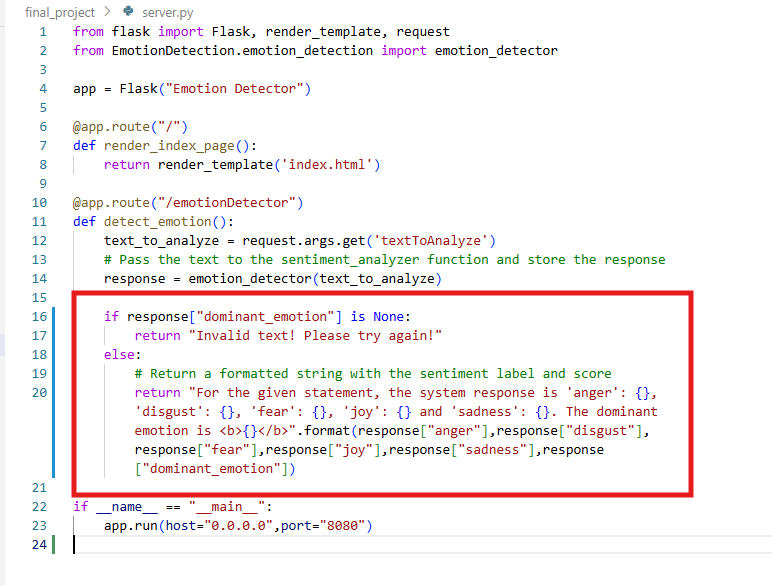 final_project > server.py
1 from flask import Flask, render_template, request
2 from EmotionDetection.emotion_detection import emotion_detector
3
4 app = Flask("Emotion Detector")
5
6 @app.route("/")
7 def render_index_page():
8     return render_template('index.html')
9
10 @app.route("/emotionDetector")
11 def detect_emotion():
12     text_to_analyze = request.args.get('textToAnalyze')
13     # Pass the text to the sentiment_analyzer function and store the response
14     response = emotion_detector(text_to_analyze)
15
16     if response["dominant_emotion"] is None:
17         return "Invalid text! Please try again!"
18     else:
19         # Return a formatted string with the sentiment label and score
20         return "For the given statement, the system response is 'anger': {},
        'disgust': {}, 'fear': {}, 'joy': {} and 'sadness': {}. The dominant
        emotion is <b>{}</b>".format(response["anger"],response["disgust"],
        response["fear"],response["joy"],response["sadness"],response
        ["dominant_emotion"])
21
22 if __name__ == "__main__":
23     app.run(host="0.0.0.0",port="8080")
24